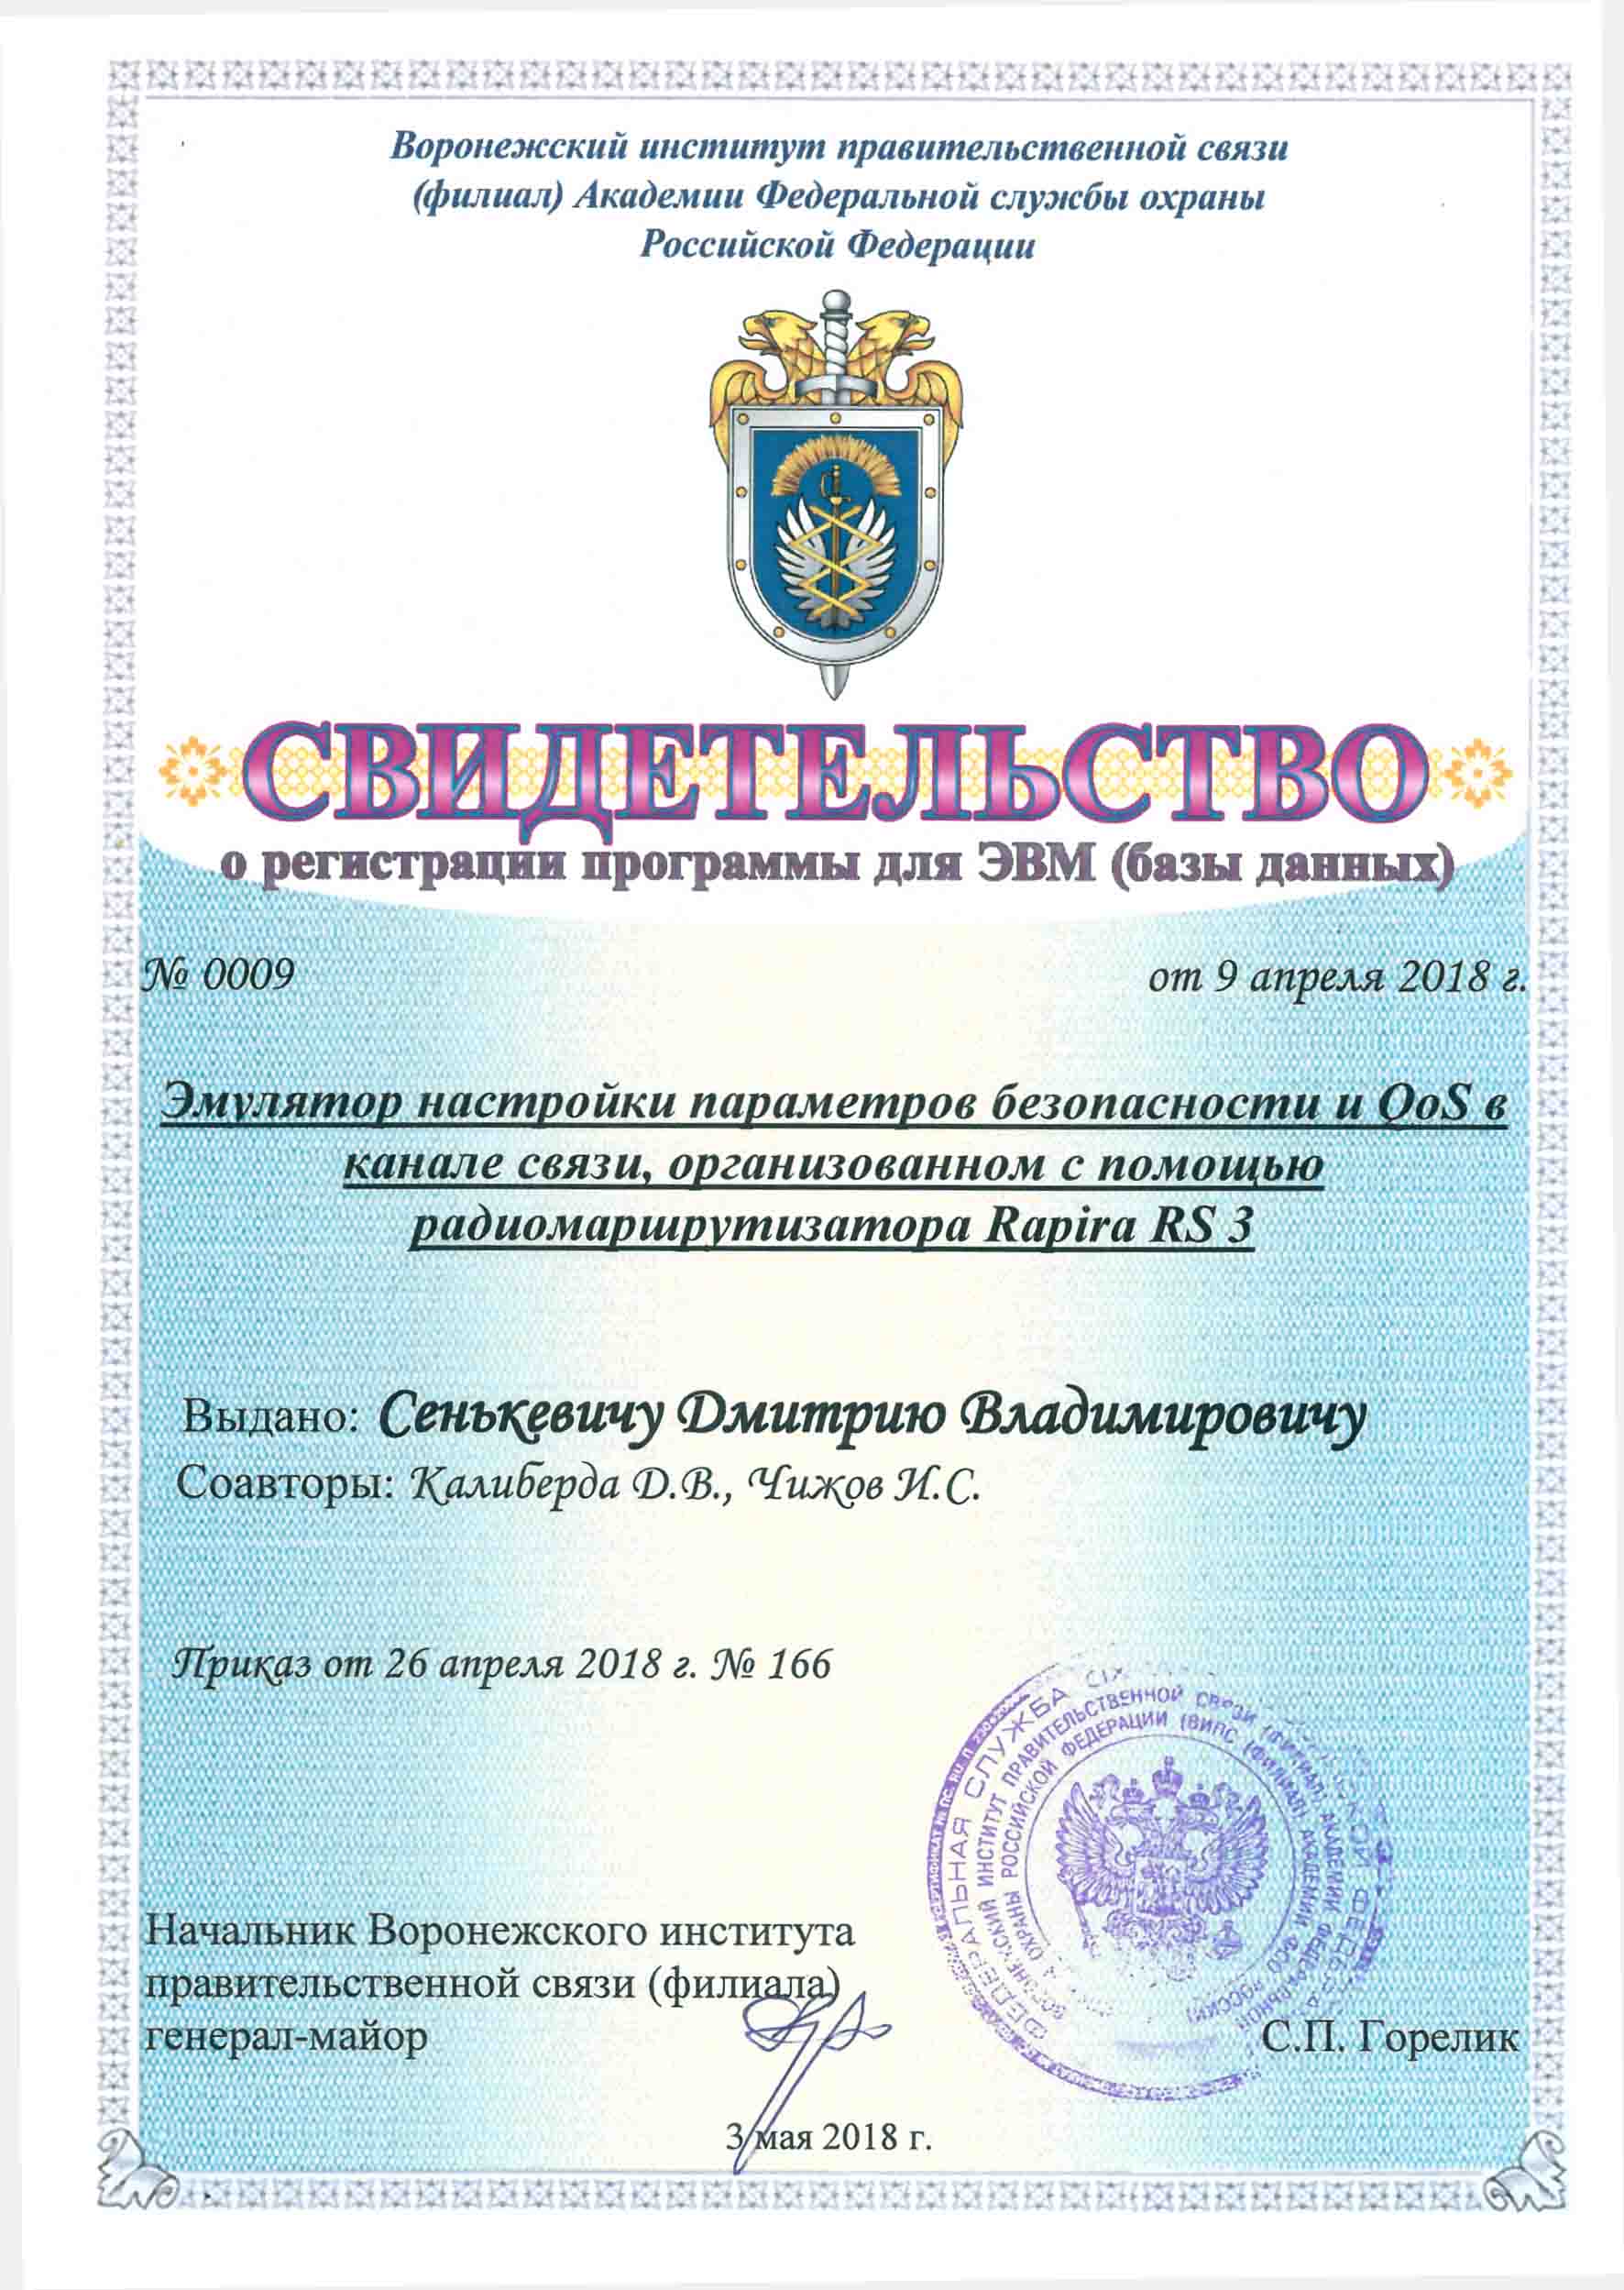 Воронежский институт правительственной связи
(филиал) Академии Федеральной службы охраны
Российской Федерации
СВИДЕТЕЛЬСТВО
о регистрации программы для ЭВМ (базы данных)
№ 0009 от 9 апреля 2018 г.
Эмулятор настройки параметров безопасности и QoS в
канале связи, организованном с помощью
радиомаршрутизатора Rapira RS 3
Выдано: Сенькевичу Дмитрию Владимировичу
Соавторы: Калиберда Д.В., Чижов И.С.
Приказ от 26 апреля 2018 г. № 166
ФЕДЕРАЛЬНАЯ СЛУЖБА
ИНСТИТУТ ПРАВИТЕЛЬСТВЕННОЙ СВЯЗИ (ФИЛИАЛ) АКАДЕМИИ
ОХРАНЫ РОССИЙСКОЙ ФЕДЕРАЦИИ (ВИПС (ФИЛИАЛ) АКАДЕМИИ ФСО РОССИИ)
Начальник Воронежского института
правительственной связи (филиала)
генерал-майор С.П. Горелик
3 мая 2018 г.